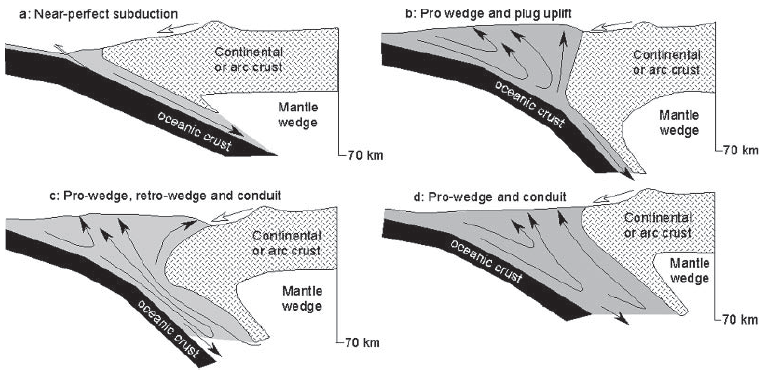 a: Near-perfect subduction
Continental
or arc crust
Mantle
wedge
oceanic crust
70 km
b: Pro wedge and plug uplift
Continental
or arc crust
Mantle
wedge
oceanic crust
70 km
c: Pro-wedge, retro-wedge and conduit
Continental
or arc crust
Mantle
wedge
oceanic crust
70 km
d: Pro-wedge and conduit
Continental
or arc crust
Mantle
wedge
oceanic crust
70 km